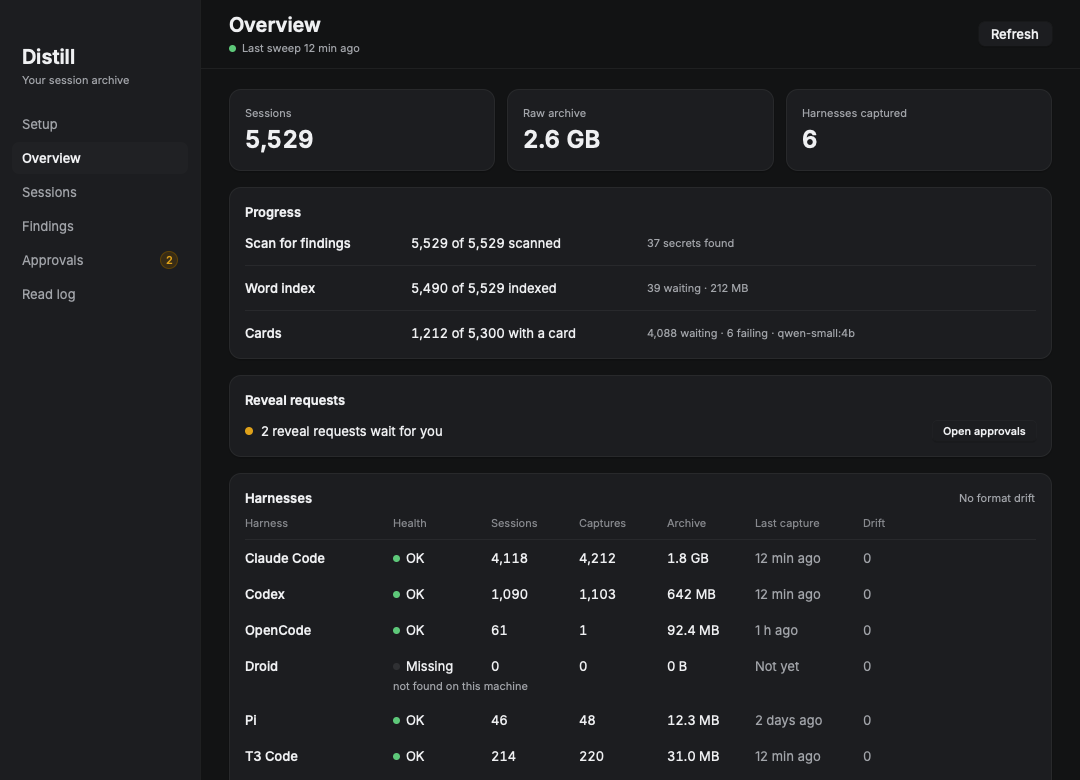 Distill
Your session archive
Setup
Overview
Sessions
Findings
Approvals 2
Read log
Overview
Last sweep 12 min ago
Refresh
Sessions
5,529
Raw archive
2.6 GB
Harnesses captured
6
Progress
Scan for findings 5,529 of 5,529 scanned 37 secrets found
Word index 5,490 of 5,529 indexed 39 waiting · 212 MB
Cards 1,212 of 5,300 with a card 4,088 waiting · 6 failing · qwen-small:4b
Reveal requests
2 reveal requests wait for you Open approvals
Harnesses No format drift
Harness Health Sessions Captures Archive Last capture Drift
Claude Code OK 4,118 4,212 1.8 GB 12 min ago 0
Codex OK 1,090 1,103 642 MB 12 min ago 0
OpenCode OK 61 1 92.4 MB 1 h ago 0
Droid Missing 0 0 0 B Not yet 0
not found on this machine
Pi OK 46 48 12.3 MB 2 days ago 0
T3 Code OK 214 220 31.0 MB 12 min ago 0